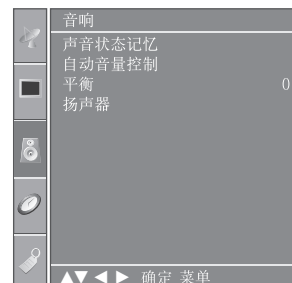 音响
声音状态记忆
自动音量控制
平衡 0
扬声器
▲▼◀▶ 确定 菜单